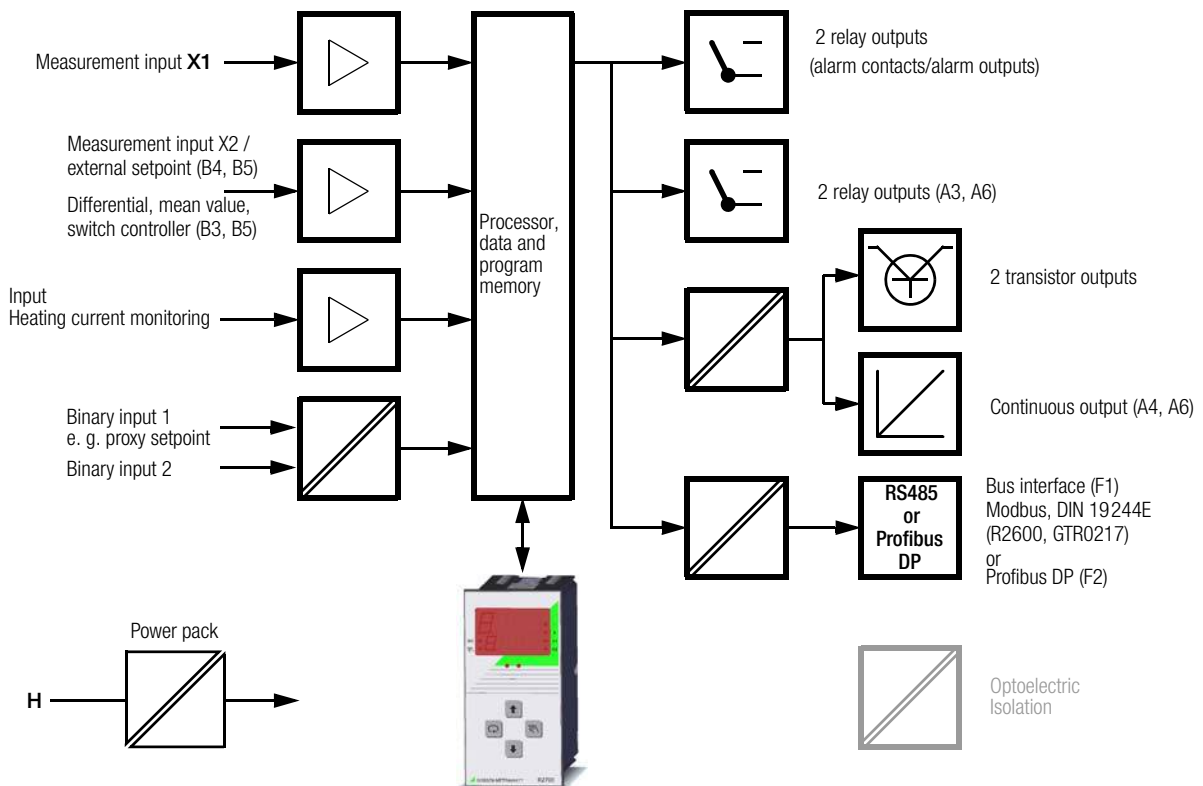 Measurement input X1
Measurement input X2 /
external setpoint (B4, B5)
Differential, mean value,
switch controller (B3, B5)
Input
Heating current monitoring
Binary input 1
e. g. proxy setpoint
Binary input 2
Processor,
data and
program
memory
2 relay outputs
(alarm contacts/alarm outputs)
2 relay outputs (A3, A6)
2 transistor outputs
Continuous output (A4, A6)
RS485
or
Profibus
DP
Bus interface (F1)
Modbus, DIN 19244E
(R2600, GTR0217)
or
Profibus DP (F2)
Power pack
H
Optoelectric
Isolation